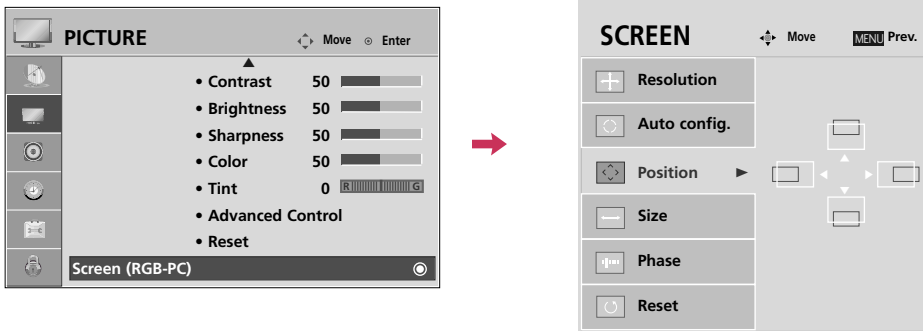 PICTURE
Move Enter
• Contrast 50
• Brightness 50
• Sharpness 50
• Color 50
• Tint 0 R G
• Advanced Control
• Reset
Screen (RGB-PC)
SCREEN
Move MENU Prev.
Resolution
Auto config.
Position
Size
Phase
Reset